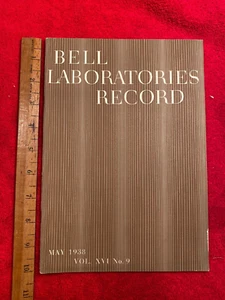 BELL
LABORATORIES
RECORD
MAY 1938
VOL. XVI No. 9